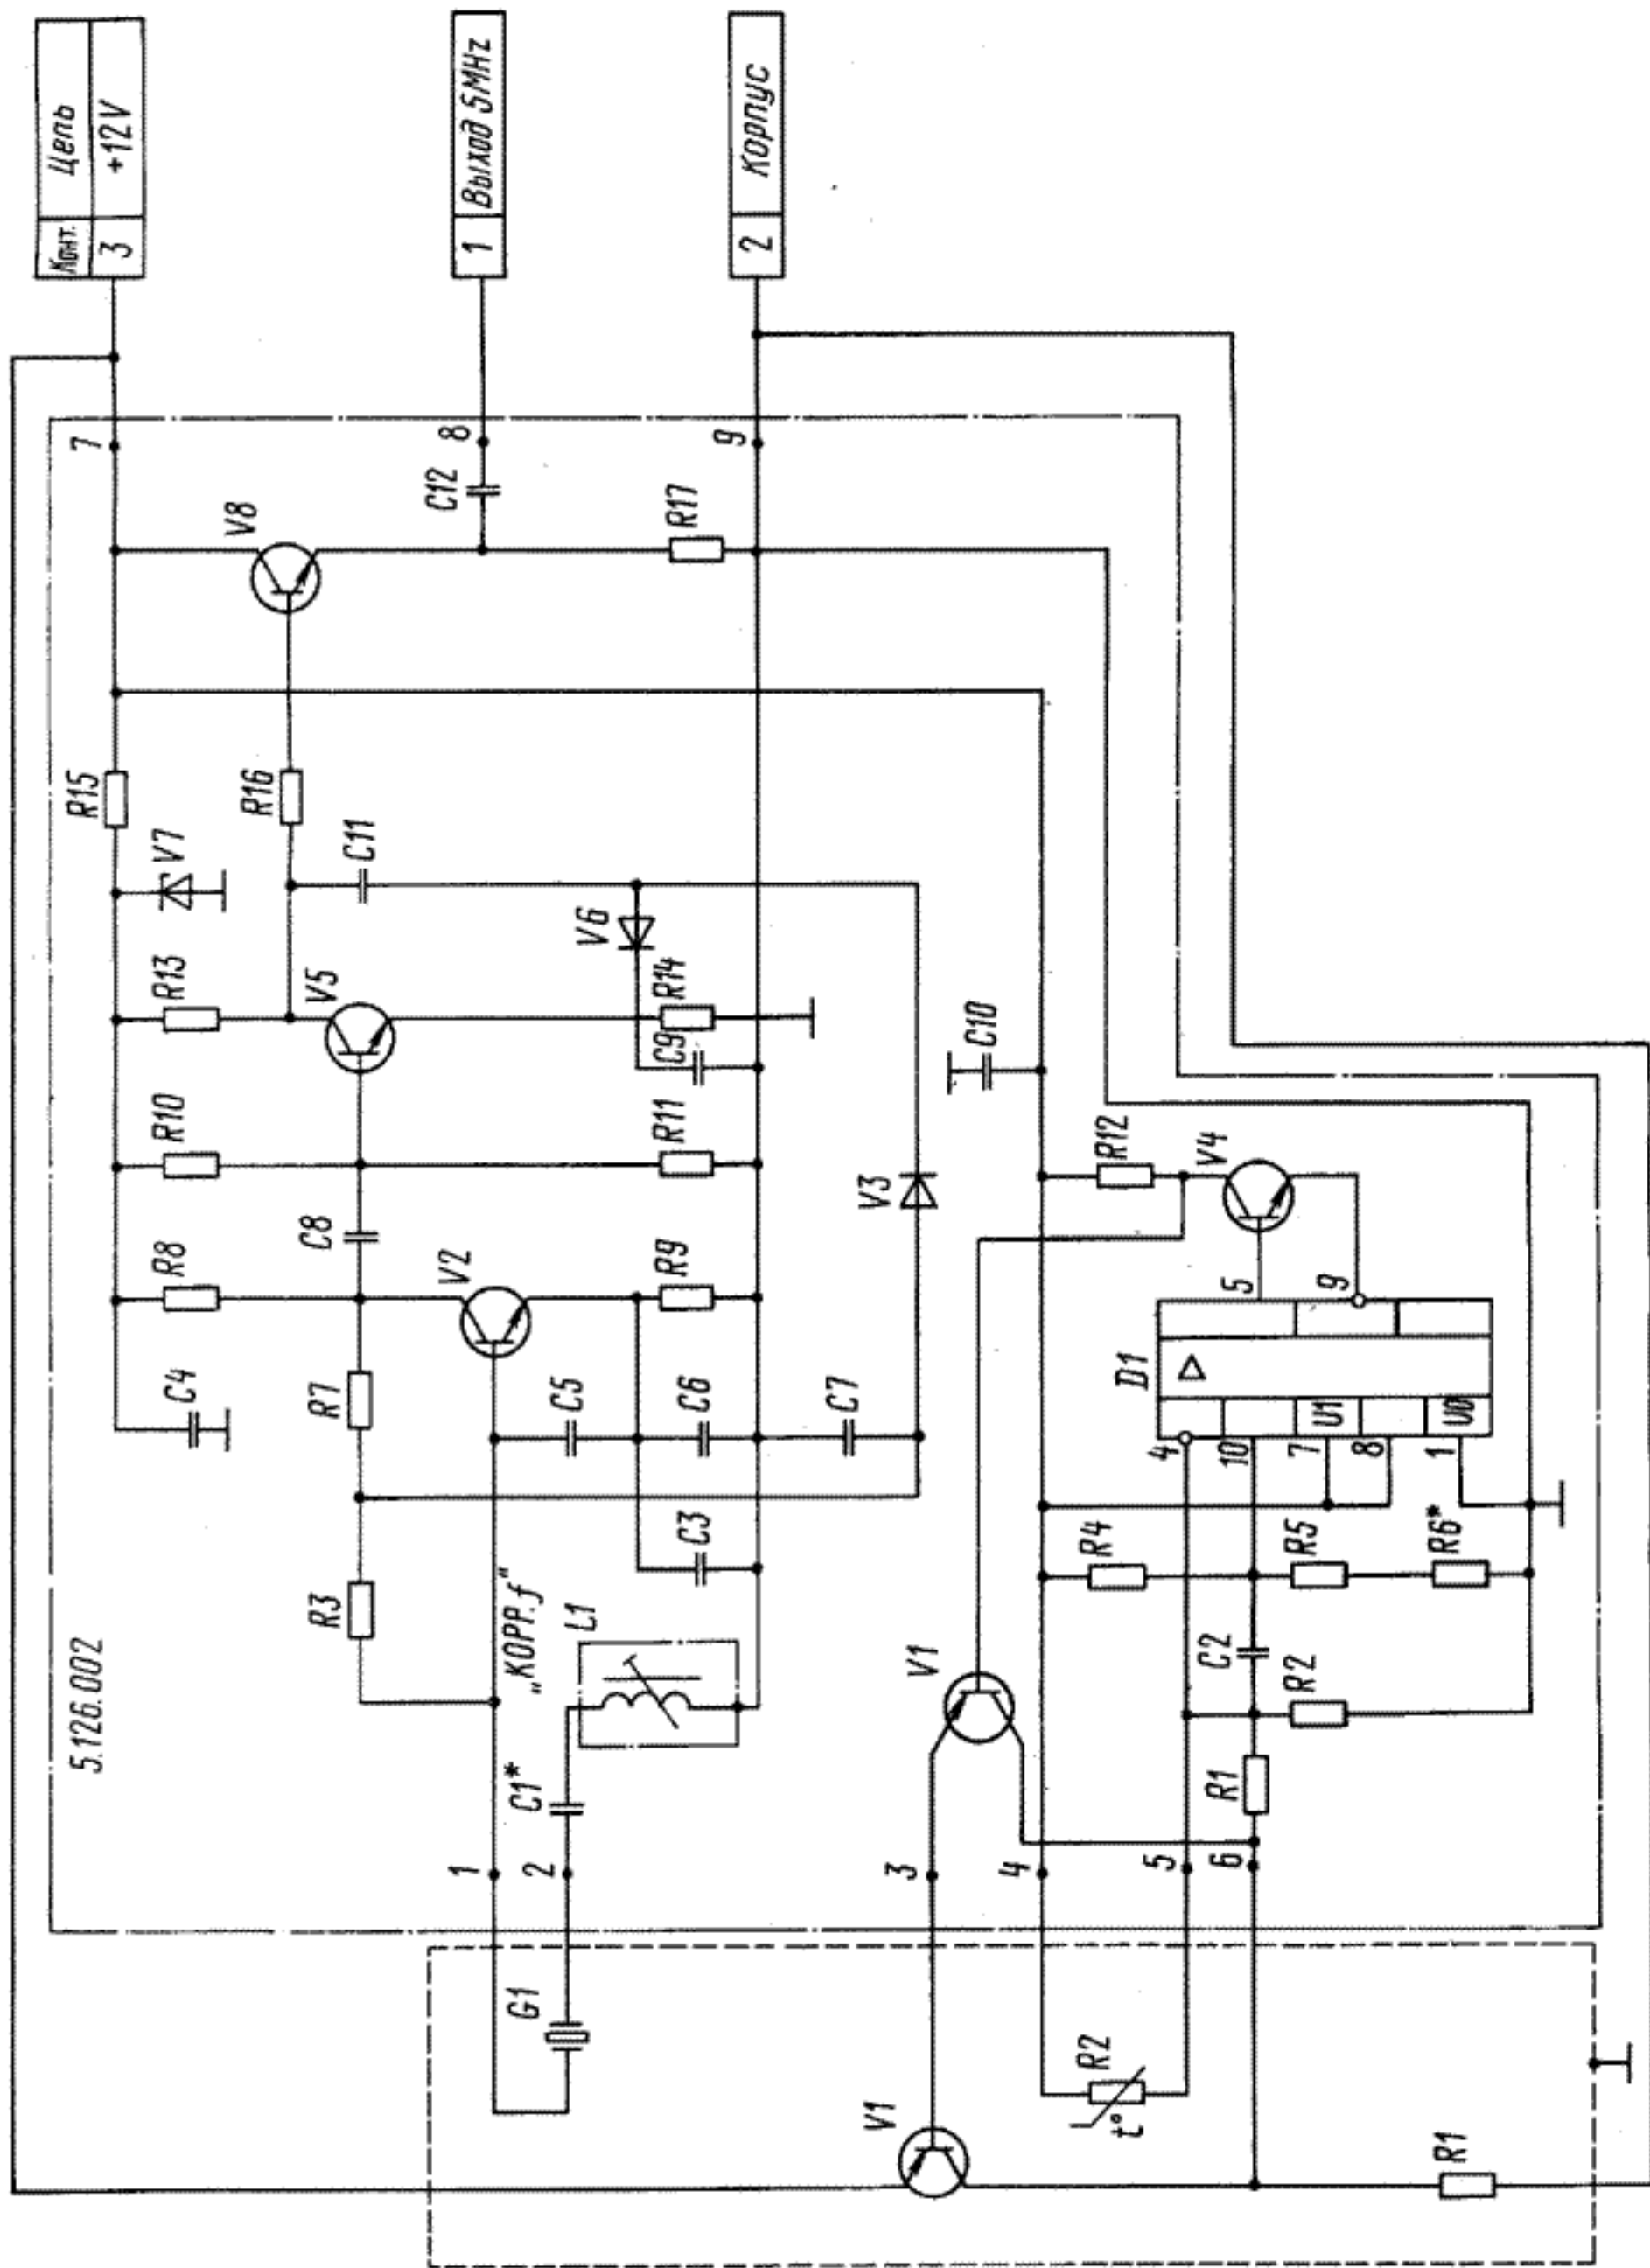 Конт. Цепь
3 +12V
1 Выход 5MHz
2 Корпус
5.126.002
7
8
9
V8
C12
R17
R15
R16
V7
C11
V6
R13
V5
R14
C9
R10
R11
C10
R8
C8
V2
R9
V3
R12
V4
C4
R7
C5
C6
C7
5
9
D1
Δ
U1
U0
4
10
7
8
1
R3
C3
„КОРР.f"
L1
R4
R5
R6*
C1*
V1
C2
R2
R1
1
2
3
4
5
6
G1
V1
R2
t°
R1